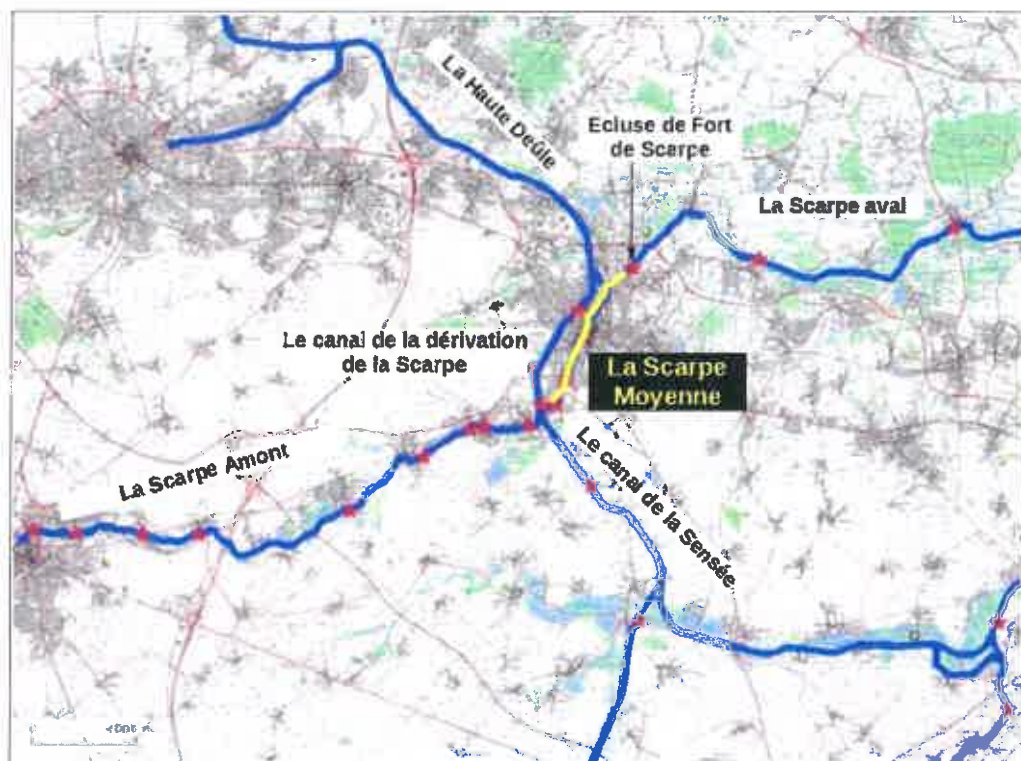 La Haute Deûle
Ecluse de Fort
de Scarpe
La Scarpe aval
Le canal de la dérivation
de la Scarpe
La Scarpe
Moyenne
La Scarpe Amont
Le canal de la Sensée